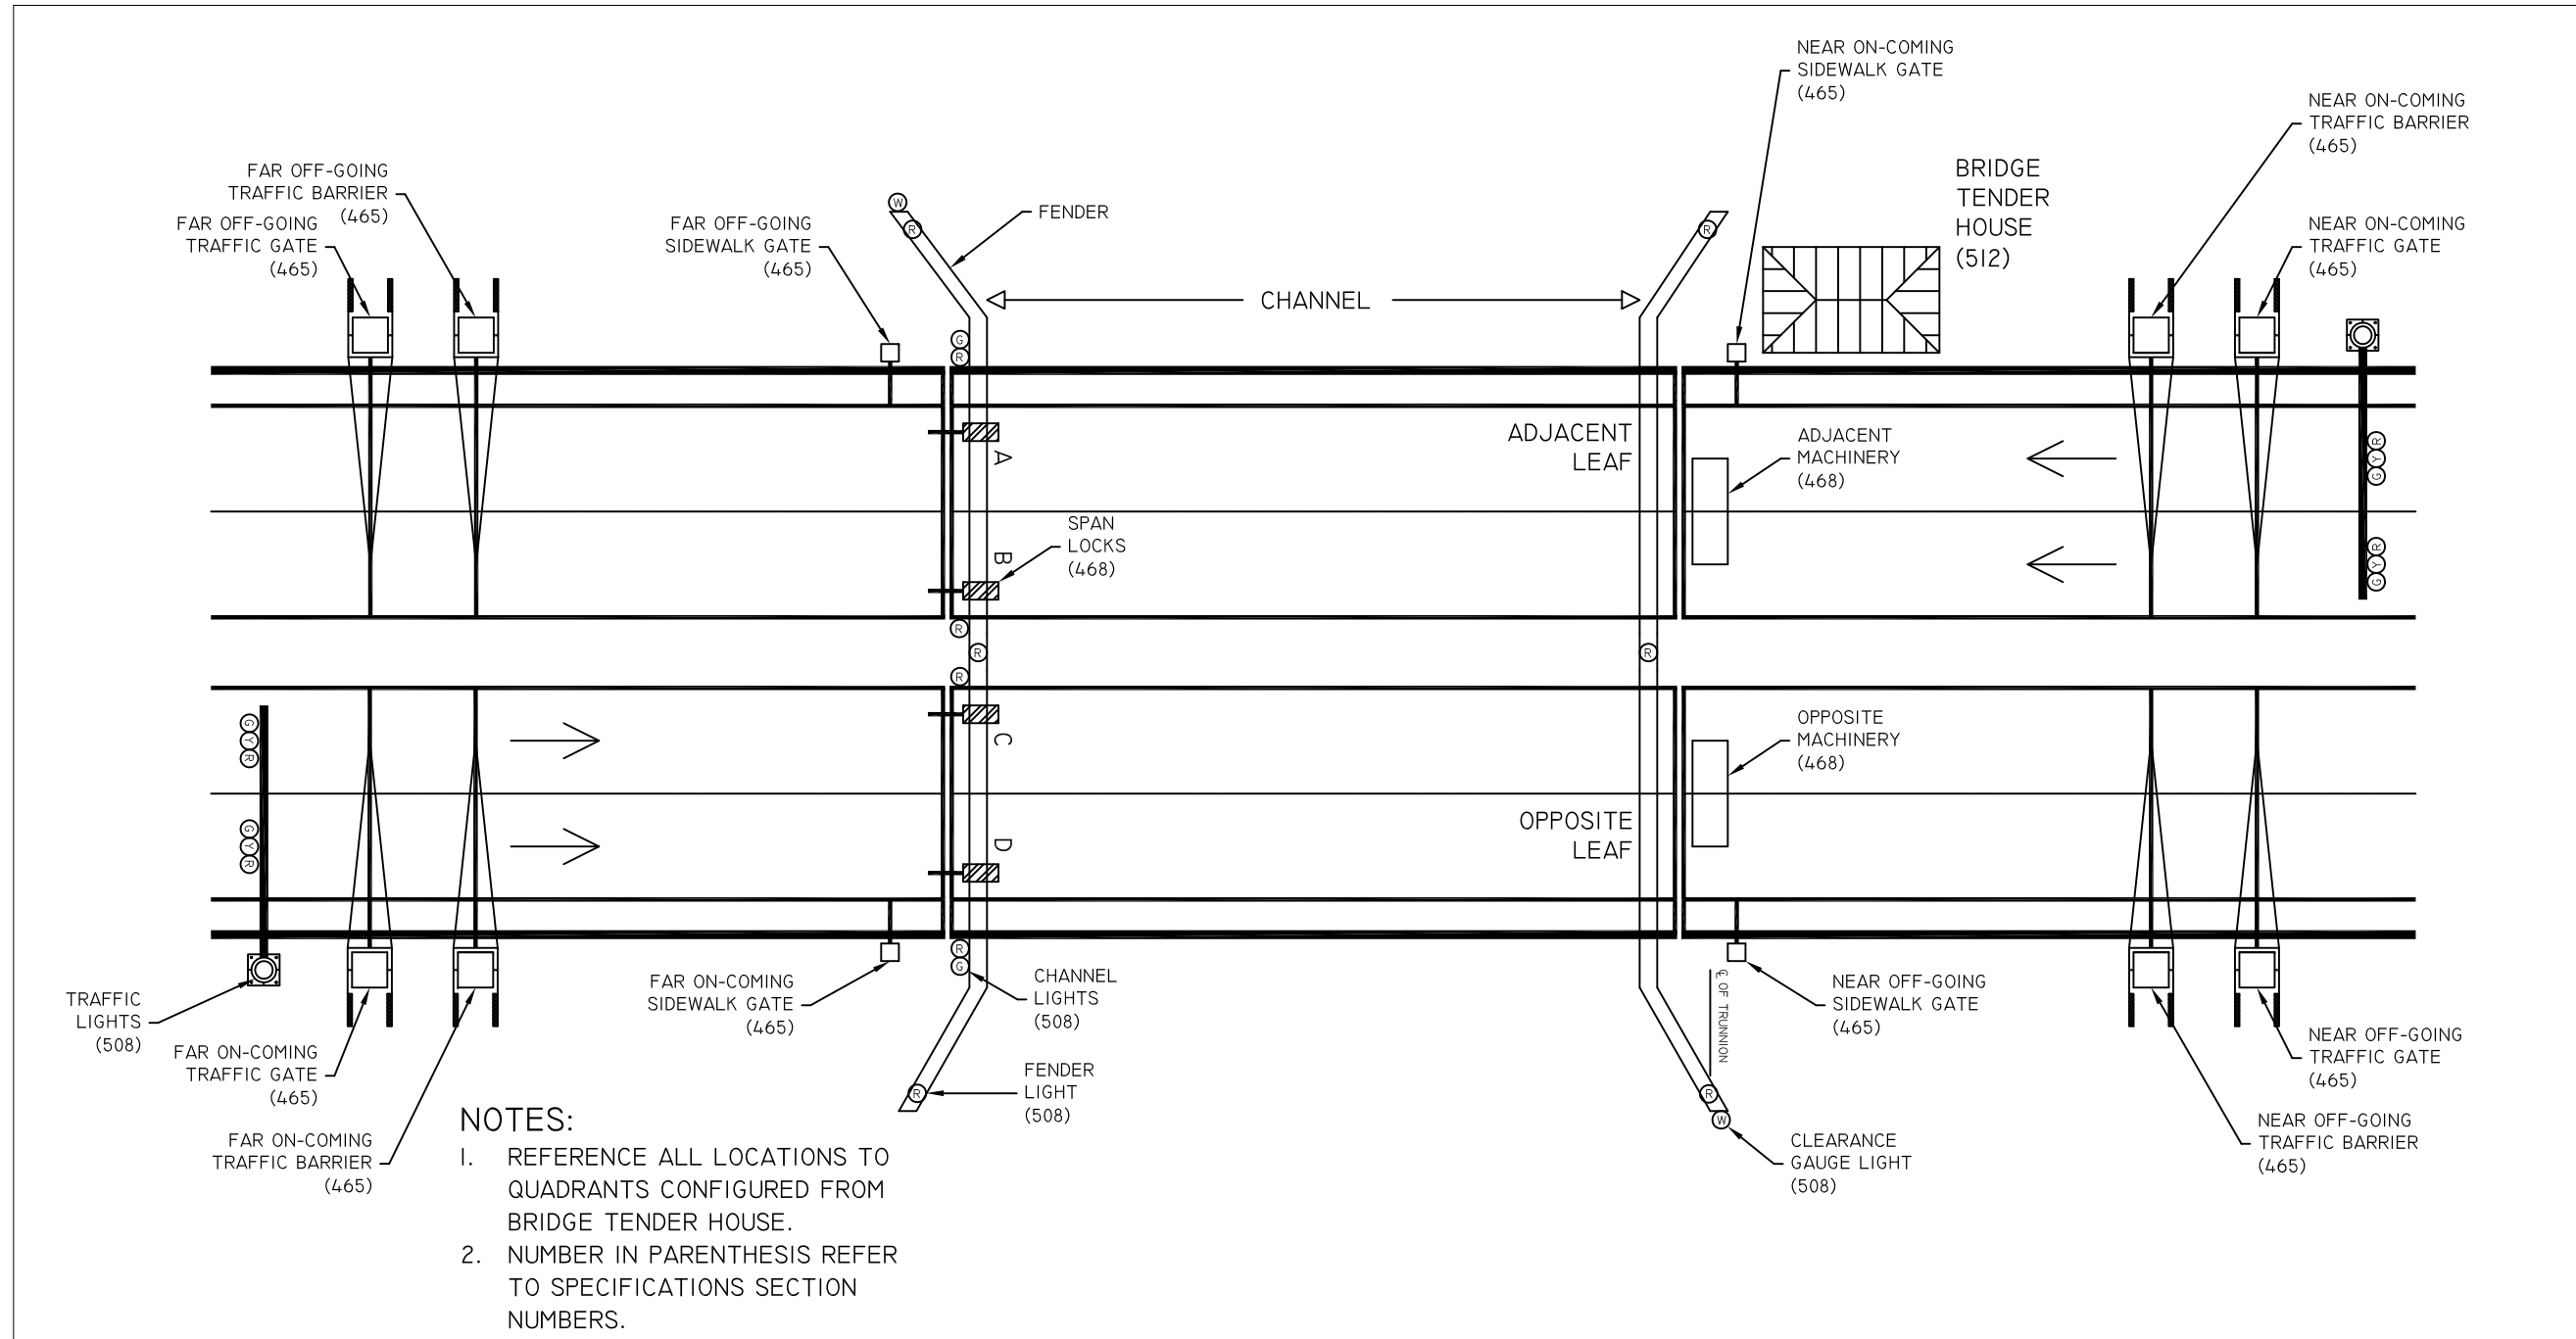 NEAR ON-COMING
SIDEWALK GATE
(465)
NEAR ON-COMING
TRAFFIC BARRIER
(465)
FAR OFF-GOING
TRAFFIC BARRIER
(465)
FAR OFF-GOING
TRAFFIC GATE
(465)
FAR OFF-GOING
SIDEWALK GATE
(465)
W
R
FENDER
R
BRIDGE
TENDER
HOUSE
(512)
NEAR ON-COMING
TRAFFIC GATE
(465)
CHANNEL
G
R
A
ADJACENT
LEAF
ADJACENT
MACHINERY
(468)
R
Y
G
B
SPAN
LOCKS
(468)
R
Y
G
R
R
R
R
G
Y
R
C
OPPOSITE
MACHINERY
(468)
G
Y
R
D
OPPOSITE
LEAF
R
G
TRAFFIC
LIGHTS
(508)
FAR ON-COMING
SIDEWALK GATE
(465)
CHANNEL
LIGHTS
(508)
℄ OF TRUNNION
NEAR OFF-GOING
SIDEWALK GATE
(465)
FAR ON-COMING
TRAFFIC GATE
(465)
R
FENDER
LIGHT
(508)
R
W
NEAR OFF-GOING
TRAFFIC GATE
(465)
FAR ON-COMING
TRAFFIC BARRIER
(465)
CLEARANCE
GAUGE LIGHT
(508)
NEAR OFF-GOING
TRAFFIC BARRIER
(465)
NOTES:
1. REFERENCE ALL LOCATIONS TO
QUADRANTS CONFIGURED FROM
BRIDGE TENDER HOUSE.
2. NUMBER IN PARENTHESIS REFER
TO SPECIFICATIONS SECTION
NUMBERS.